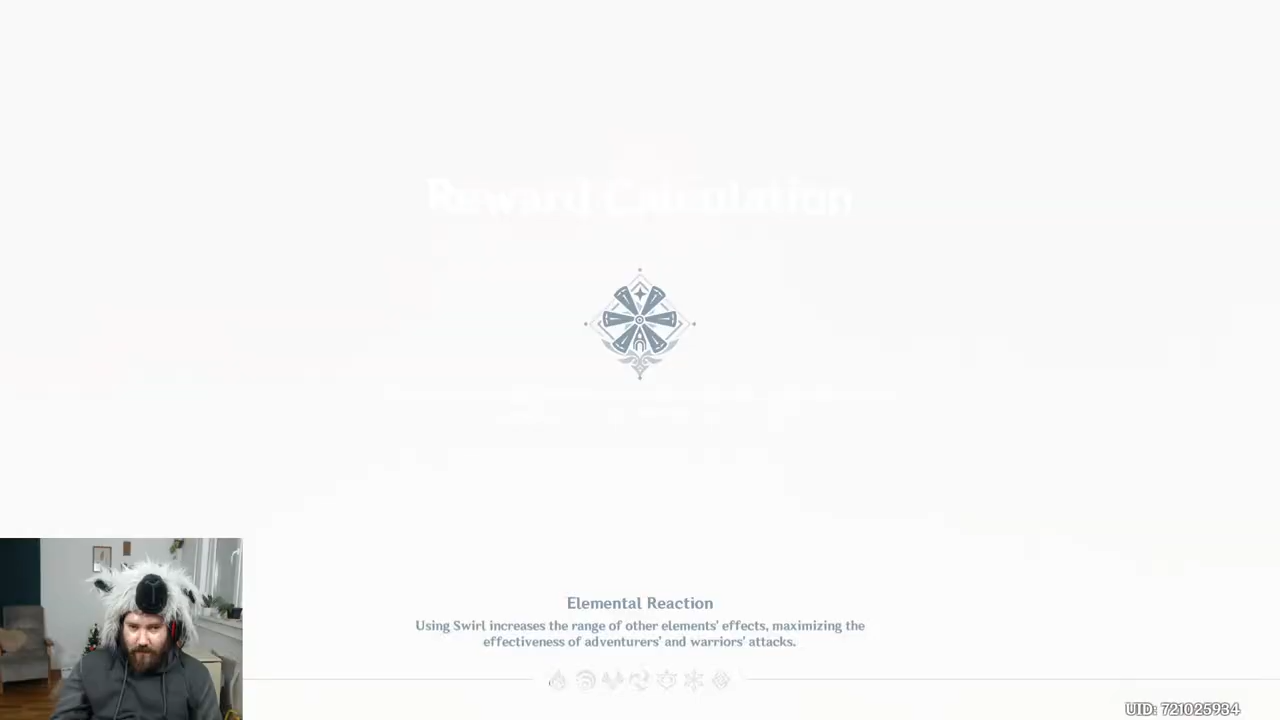 Reward Calculation
Elemental Reaction
Using Swirl increases the range of other elements' effects, maximizing the
effectiveness of adventurers' and warriors' attacks.
UID: 721025934